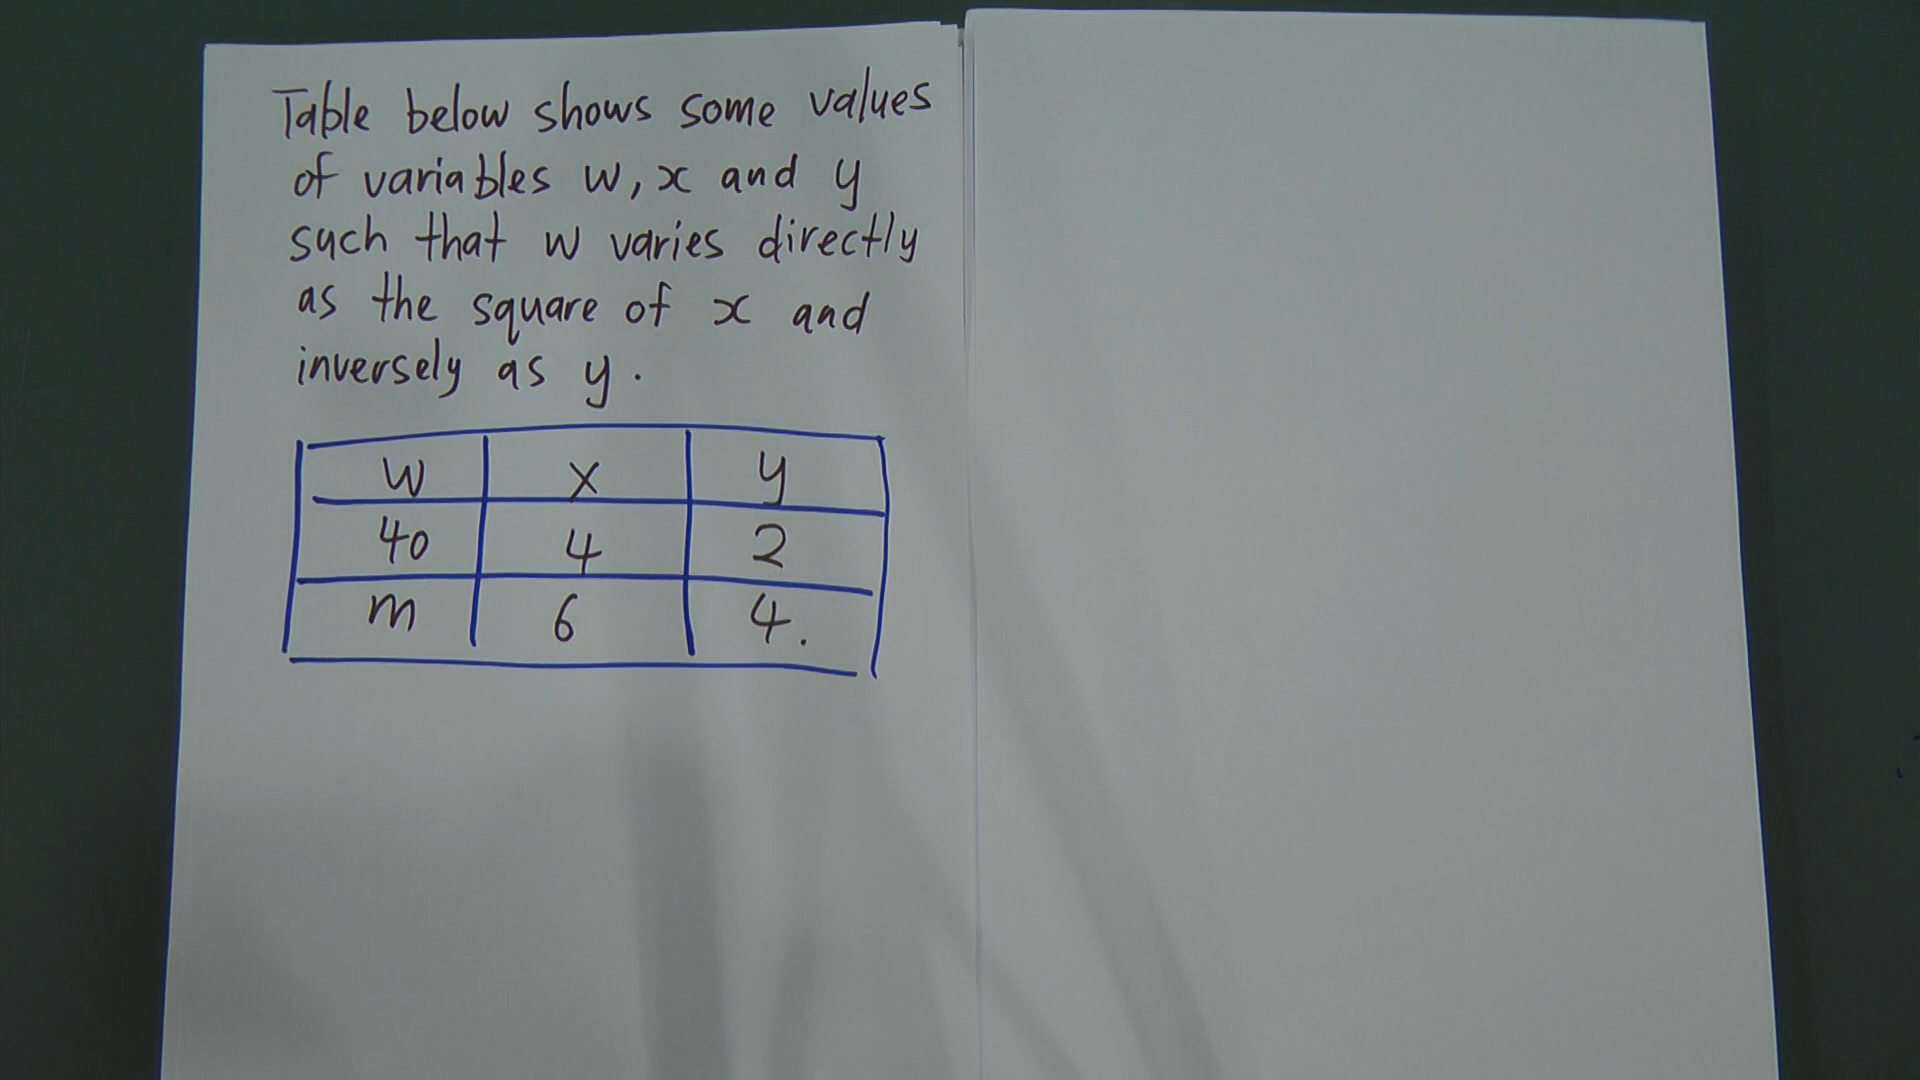 Table below shows some values
of variables w, x and y
such that w varies directly
as the square of x and
inversely as y.
w x y
40 4 2
m 6 4.